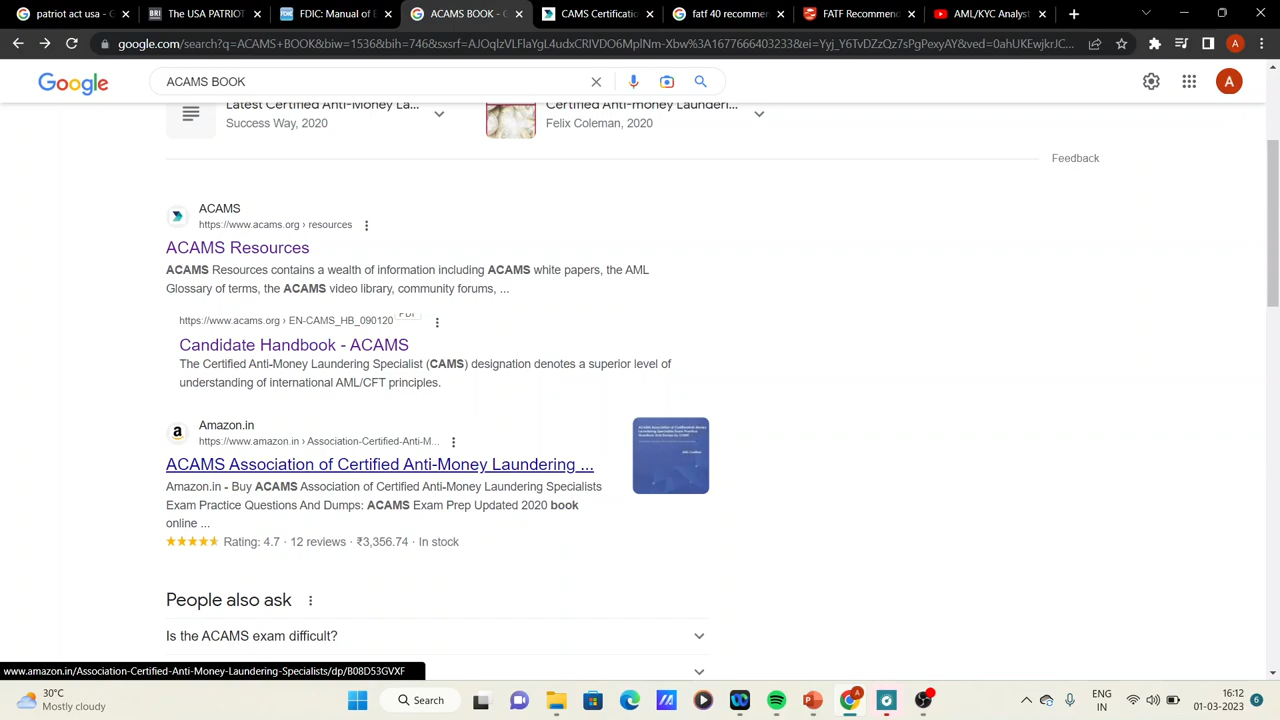 patriot act usa - G
The USA PATRIOT
FDIC: Manual of E
ACAMS BOOK - G
CAMS Certificatio
fatf 40 recommer
FATF Recommend
AML/KYC Analyst
google.com/search?q=ACAMS+BOOK&biw=1536&bih=746&sxsrf=AJOqlzVLFlaYgL4udxCRIVDO6MplNm-Xbw%3A1677666403233&ei=Yyj_Y6TvDZzQz7sPgPexyAY&ved=0ahUKEwjkrJC...
A
Google
ACAMS BOOK
A
Latest Certified Anti-Money La...
Success Way, 2020
Certified Anti-money Launderi...
Felix Coleman, 2020
Feedback
ACAMS
https://www.acams.org › resources
ACAMS Resources
ACAMS Resources contains a wealth of information including ACAMS white papers, the AML
Glossary of terms, the ACAMS video library, community forums, ...
https://www.acams.org › EN-CAMS_HB_090120
PDF
Candidate Handbook - ACAMS
The Certified Anti-Money Laundering Specialist (CAMS) designation denotes a superior level of
understanding of international AML/CFT principles.
Amazon.in
https://www.amazon.in › Association-Certified-Anti-M...
ACAMS Association of Certified Anti-Money Laundering ...
Amazon.in - Buy ACAMS Association of Certified Anti-Money Laundering Specialists
Exam Practice Questions And Dumps: ACAMS Exam Prep Updated 2020 book
online ...
Rating: 4.7 · 12 reviews · ₹3,356.74 · In stock
People also ask
Is the ACAMS exam difficult?
www.amazon.in/Association-Certified-Anti-Money-Laundering-Specialists/dp/B08D53GVXF
30°C
Mostly cloudy
Search
ENG
IN
16:12
01-03-2023
6